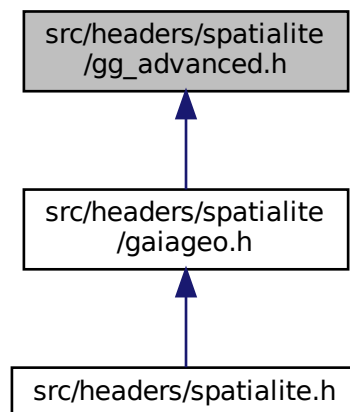 src/headers/spatialite
/gg_advanced.h
src/headers/spatialite
/gaiageo.h
src/headers/spatialite.h